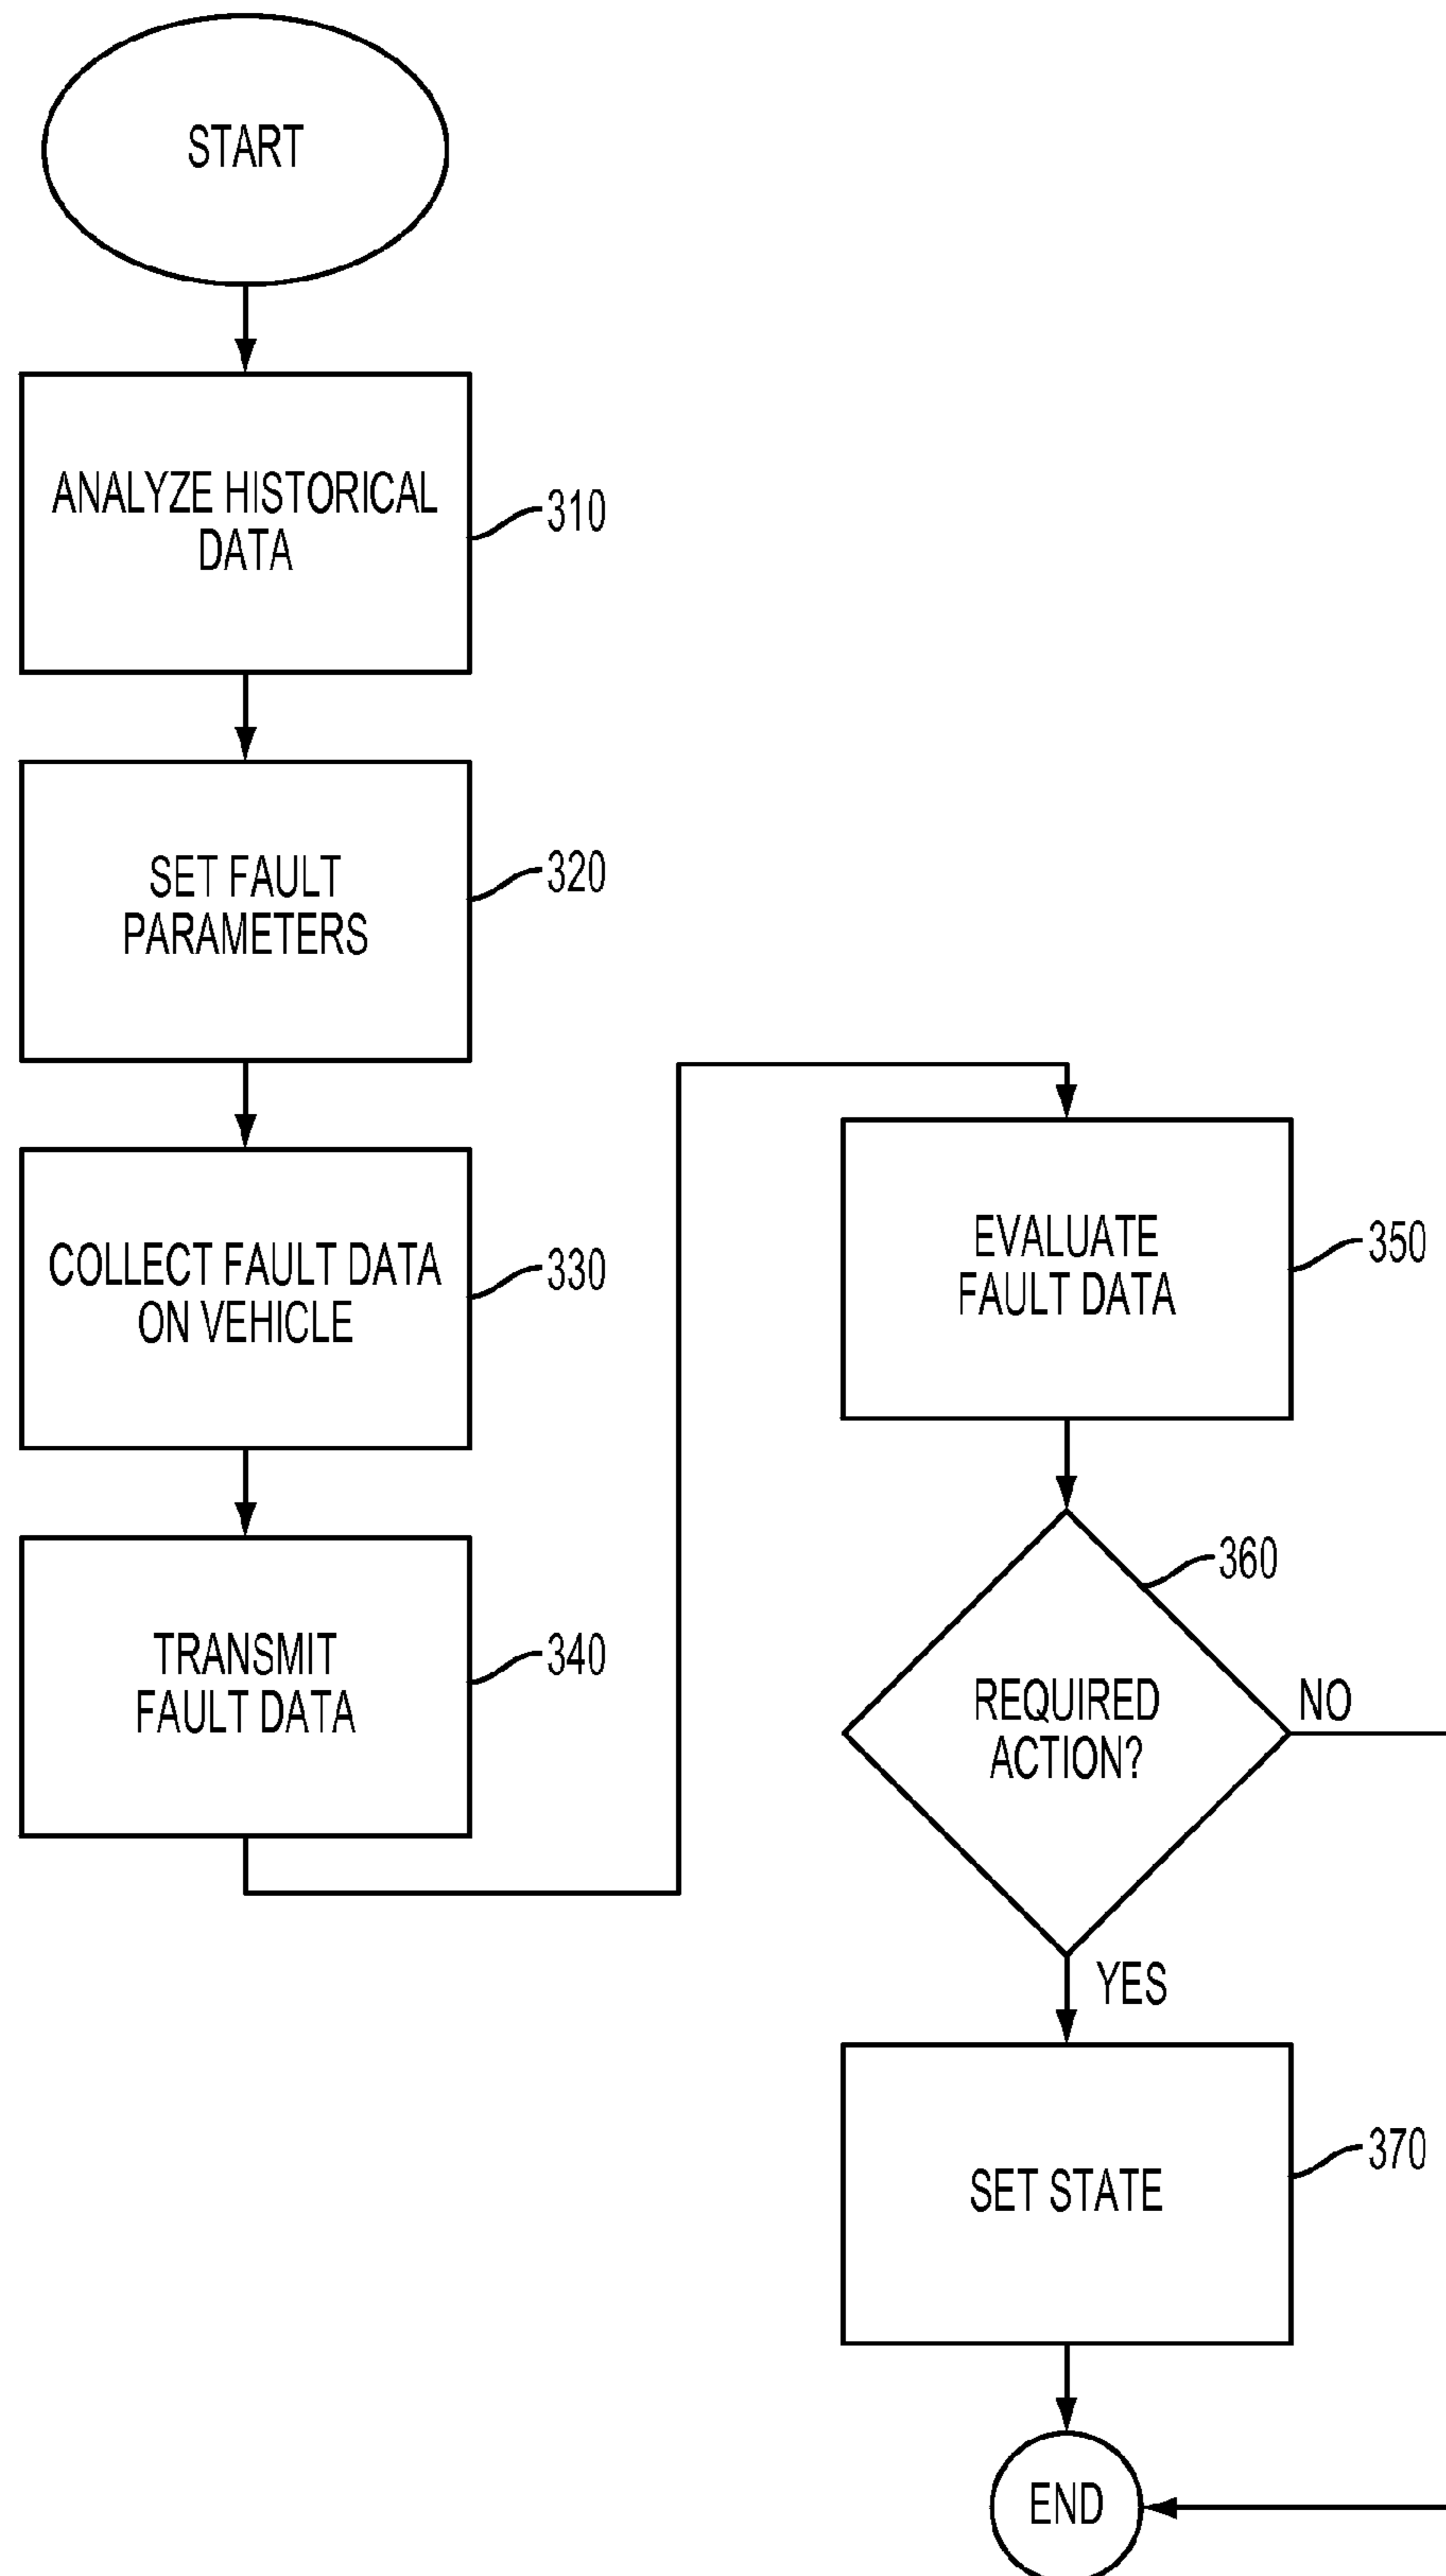 START
ANALYZE HISTORICAL
DATA
310
SET FAULT
PARAMETERS
320
COLLECT FAULT DATA
ON VEHICLE
330
TRANSMIT
FAULT DATA
340
EVALUATE
FAULT DATA
350
360
REQUIRED
ACTION?
NO
YES
SET STATE
370
END